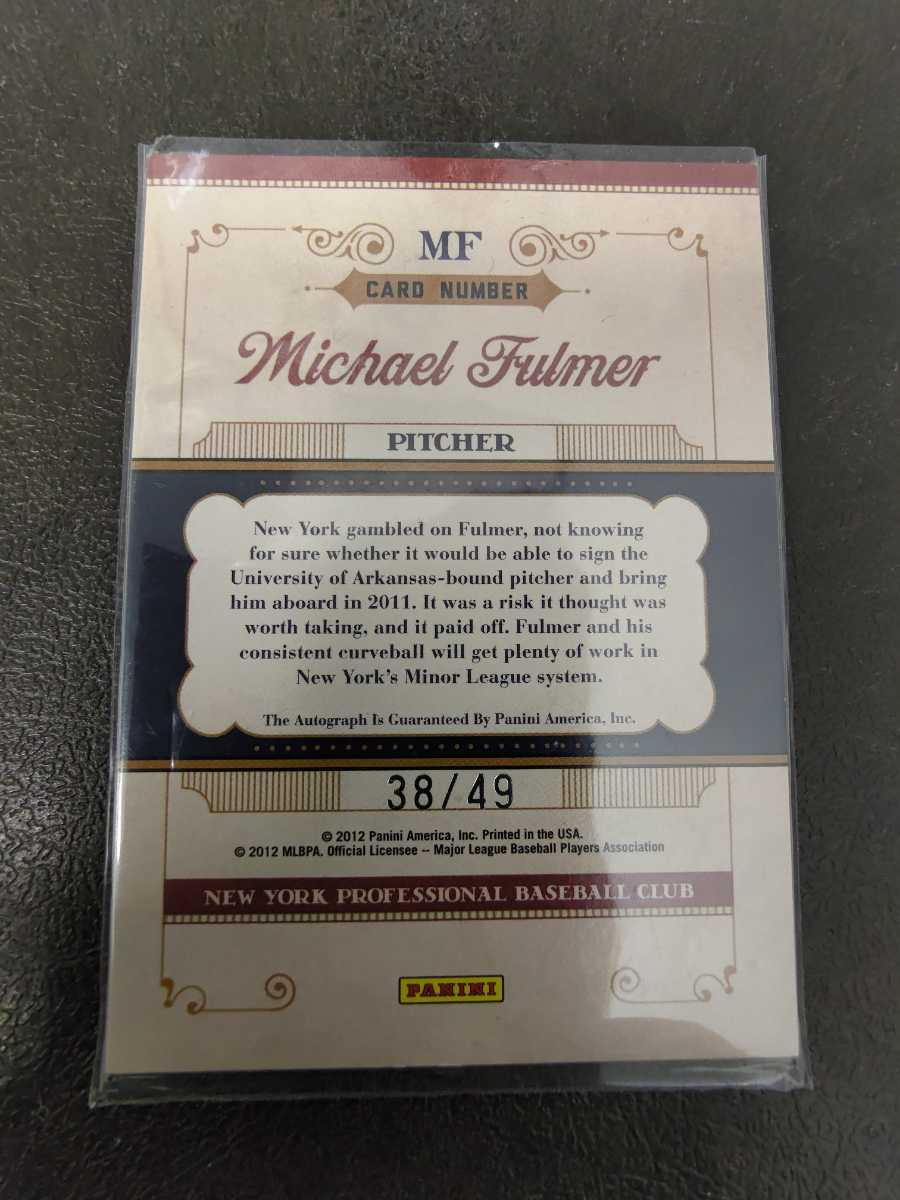 MF
CARD NUMBER
Michael Fulmer
PITCHER
New York gambled on Fulmer, not knowing
for sure whether it would be able to sign the
University of Arkansas-bound pitcher and bring
him aboard in 2011. It was a risk it thought was
worth taking, and it paid off. Fulmer and his
consistent curveball will get plenty of work in
New York's Minor League system.
The Autograph Is Guaranteed By Panini America, Inc.
38/49
© 2012 Panini America, Inc. Printed in the USA.
© 2012 MLBPA. Official Licensee -- Major League Baseball Players Association
NEW YORK PROFESSIONAL BASEBALL CLUB
PANINI